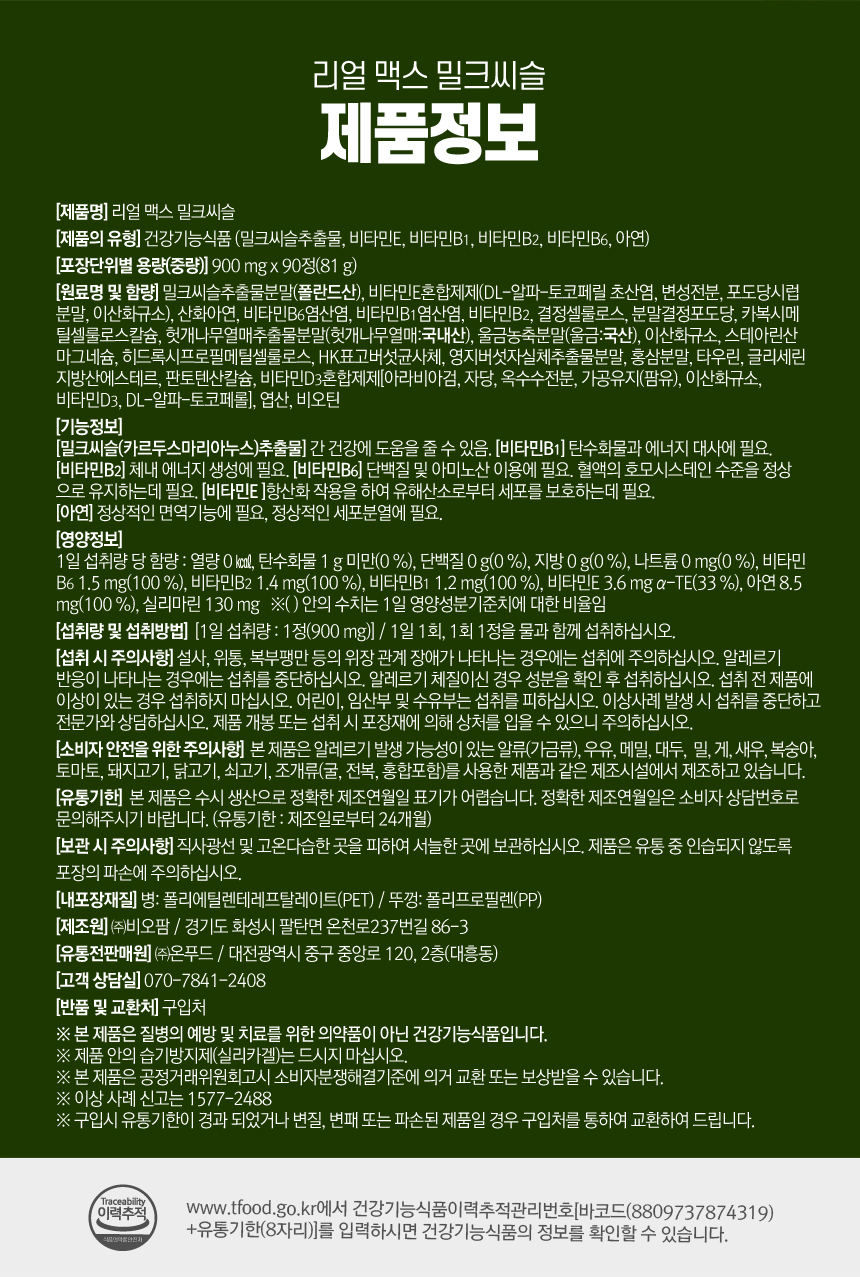 리얼 맥스 밀크씨슬
제품정보
[제품명] 리얼 맥스 밀크씨슬
[제품의 유형] 건강기능식품 (밀크씨슬추출물, 비타민E, 비타민B1, 비타민B2, 비타민B6, 아연)
[포장단위별 용량(중량)] 900 mg x 90정(81 g)
[원료명 및 함량] 밀크씨슬추출물분말(폴란드산), 비타민E혼합제제(DL-알파-토코페릴 초산염, 변성전분, 포도당시럽
분말, 이산화규소), 산화아연, 비타민B6염산염, 비타민B1염산염, 비타민B2, 결정셀룰로스, 분말결정포도당, 카복시메
틸셀룰로스칼슘, 헛개나무열매추출물분말(헛개나무열매:국내산), 울금농축분말(울금:국산), 이산화규소, 스테아린산
마그네슘, 히드록시프로필메틸셀룰로스, HK표고버섯균사체, 영지버섯자실체추출물분말, 홍삼분말, 타우린, 글리세린
지방산에스테르, 판토텐산칼슘, 비타민D3혼합제제[아라비아검, 자당, 옥수수전분, 가공유지(팜유), 이산화규소,
비타민D3, DL-알파-토코페롤], 엽산, 비오틴
[기능정보]
[밀크씨슬(카르두스마리아누스)추출물] 간 건강에 도움을 줄 수 있음. [비타민B1] 탄수화물과 에너지 대사에 필요.
[비타민B2] 체내 에너지 생성에 필요. [비타민B6] 단백질 및 아미노산 이용에 필요. 혈액의 호모시스테인 수준을 정상
으로 유지하는데 필요. [비타민E ]항산화 작용을 하여 유해산소로부터 세포를 보호하는데 필요.
[아연] 정상적인 면역기능에 필요, 정상적인 세포분열에 필요.
[영양정보]
1일 섭취량 당 함량 : 열량 0 ㎉, 탄수화물 1 g 미만(0 %), 단백질 0 g(0 %), 지방 0 g(0 %), 나트륨 0 mg(0 %), 비타민
B6 1.5 mg(100 %), 비타민B2 1.4 mg(100 %), 비타민B1 1.2 mg(100 %), 비타민E 3.6 mg α-TE(33 %), 아연 8.5
mg(100 %), 실리마린 130 mg ※( ) 안의 수치는 1일 영양성분기준치에 대한 비율임
[섭취량 및 섭취방법] [1일 섭취량 : 1정(900 mg)] / 1일 1회, 1회 1정을 물과 함께 섭취하십시오.
[섭취 시 주의사항] 설사, 위통, 복부팽만 등의 위장 관계 장애가 나타나는 경우에는 섭취에 주의하십시오. 알레르기
반응이 나타나는 경우에는 섭취를 중단하십시오. 알레르기 체질이신 경우 성분을 확인 후 섭취하십시오. 섭취 전 제품에
이상이 있는 경우 섭취하지 마십시오. 어린이, 임산부 및 수유부는 섭취를 피하십시오. 이상사례 발생 시 섭취를 중단하고
전문가와 상담하십시오. 제품 개봉 또는 섭취 시 포장재에 의해 상처를 입을 수 있으니 주의하십시오.
[소비자 안전을 위한 주의사항] 본 제품은 알레르기 발생 가능성이 있는 알류(가금류), 우유, 메밀, 대두, 밀, 게, 새우, 복숭아,
토마토, 돼지고기, 닭고기, 쇠고기, 조개류(굴, 전복, 홍합포함)를 사용한 제품과 같은 제조시설에서 제조하고 있습니다.
[유통기한] 본 제품은 수시 생산으로 정확한 제조연월일 표기가 어렵습니다. 정확한 제조연월일은 소비자 상담번호로
문의해주시기 바랍니다. (유통기한 : 제조일로부터 24개월)
[보관 시 주의사항] 직사광선 및 고온다습한 곳을 피하여 서늘한 곳에 보관하십시오. 제품은 유통 중 인습되지 않도록
포장의 파손에 주의하십시오.
[내포장재질] 병: 폴리에틸렌테레프탈레이트(PET) / 뚜껑: 폴리프로필렌(PP)
[제조원] ㈜비오팜 / 경기도 화성시 팔탄면 온천로237번길 86-3
[유통전판매원] ㈜온푸드 / 대전광역시 중구 중앙로 120, 2층(대흥동)
[고객 상담실] 070-7841-2408
[반품 및 교환처] 구입처
※ 본 제품은 질병의 예방 및 치료를 위한 의약품이 아닌 건강기능식품입니다.
※ 제품 안의 습기방지제(실리카겔)는 드시지 마십시오.
※ 본 제품은 공정거래위원회고시 소비자분쟁해결기준에 의거 교환 또는 보상받을 수 있습니다.
※ 이상 사례 신고는 1577-2488
※ 구입시 유통기한이 경과 되었거나 변질, 변패 또는 파손된 제품일 경우 구입처를 통하여 교환하여 드립니다.
Traceability
이력추적
식품의약품안전처
www.tfood.go.kr에서 건강기능식품이력추적관리번호[바코드(8809737874319)
+유통기한(8자리)]를 입력하시면 건강기능식품의 정보를 확인할 수 있습니다.